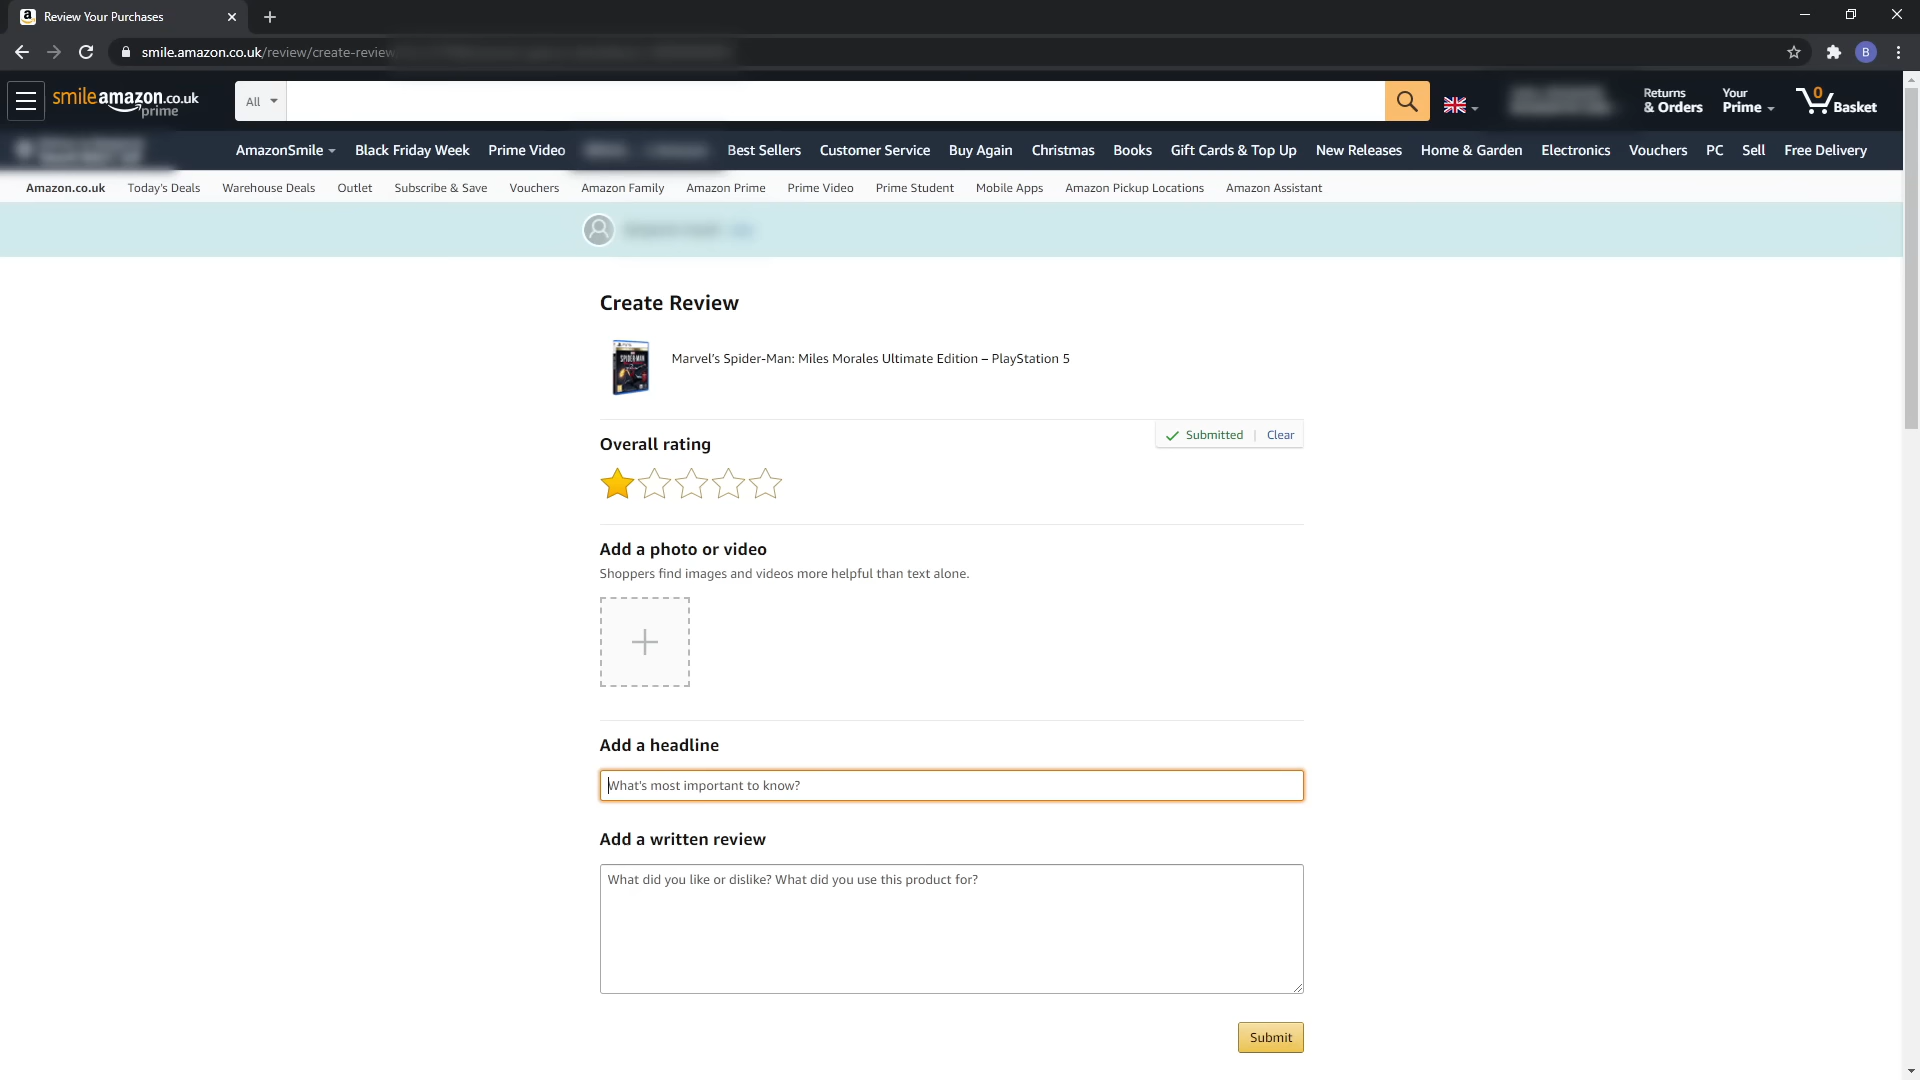 Review Your Purchases
smile.amazon.co.uk/review/create-review
B
smile amazon.co.uk
prime
All
Returns
& Orders
Your
Prime
0
Basket
AmazonSmile Black Friday Week Prime Video Best Sellers Customer Service Buy Again Christmas Books Gift Cards & Top Up New Releases Home & Garden Electronics Vouchers PC Sell Free Delivery
Amazon.co.uk Today's Deals Warehouse Deals Outlet Subscribe & Save Vouchers Amazon Family Amazon Prime Prime Video Prime Student Mobile Apps Amazon Pickup Locations Amazon Assistant
Create Review
Marvel's Spider-Man: Miles Morales Ultimate Edition – PlayStation 5
Submitted | Clear
Overall rating
Add a photo or video
Shoppers find images and videos more helpful than text alone.
Add a headline
What's most important to know?
Add a written review
What did you like or dislike? What did you use this product for?
Submit